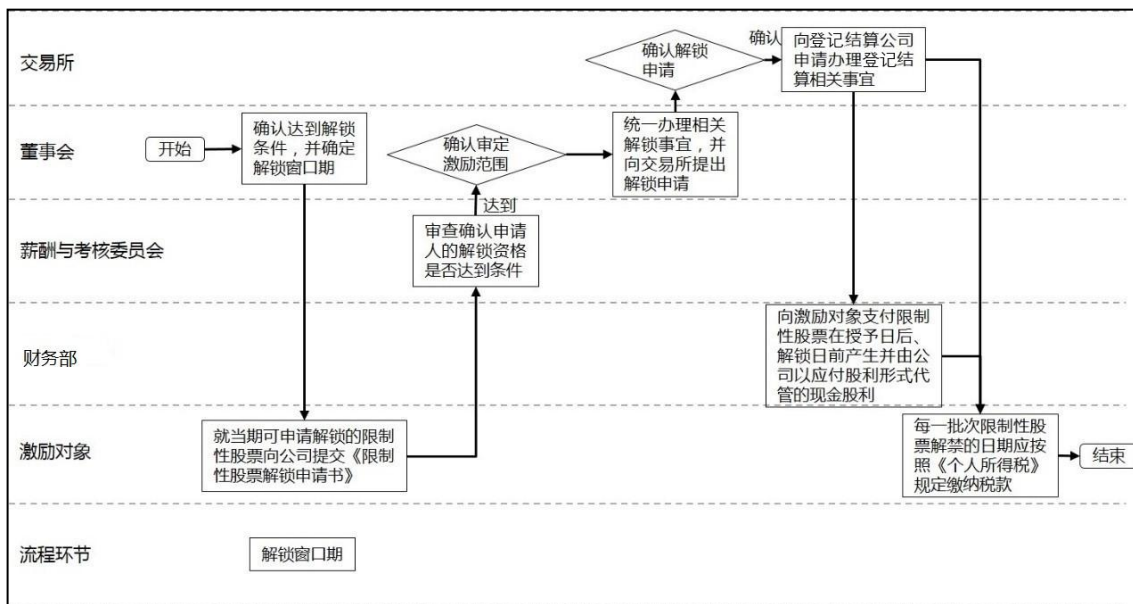 交易所
确认解锁
申请
确认
向登记结算公司
申请办理登记结
算相关事宜
董事会
开始
确认达到解锁
条件，并确定
解锁窗口期
确认审定
激励范围
统一办理相关
解锁事宜，并
向交易所提出
解锁申请
薪酬与考核委员会
达到
审查确认申请
人的解锁资格
是否达到条件
财务部
向激励对象支付限制
性股票在授予日后、
解锁日前产生并由公
司以应付股利形式代
管的现金股利
激励对象
就当期可申请解锁的限制
性股票向公司提交《限制
性股票解锁申请书》
每一批次限制性股
票解禁的日期应按
照《个人所得税》
规定缴纳税款
结束
流程环节
解锁窗口期